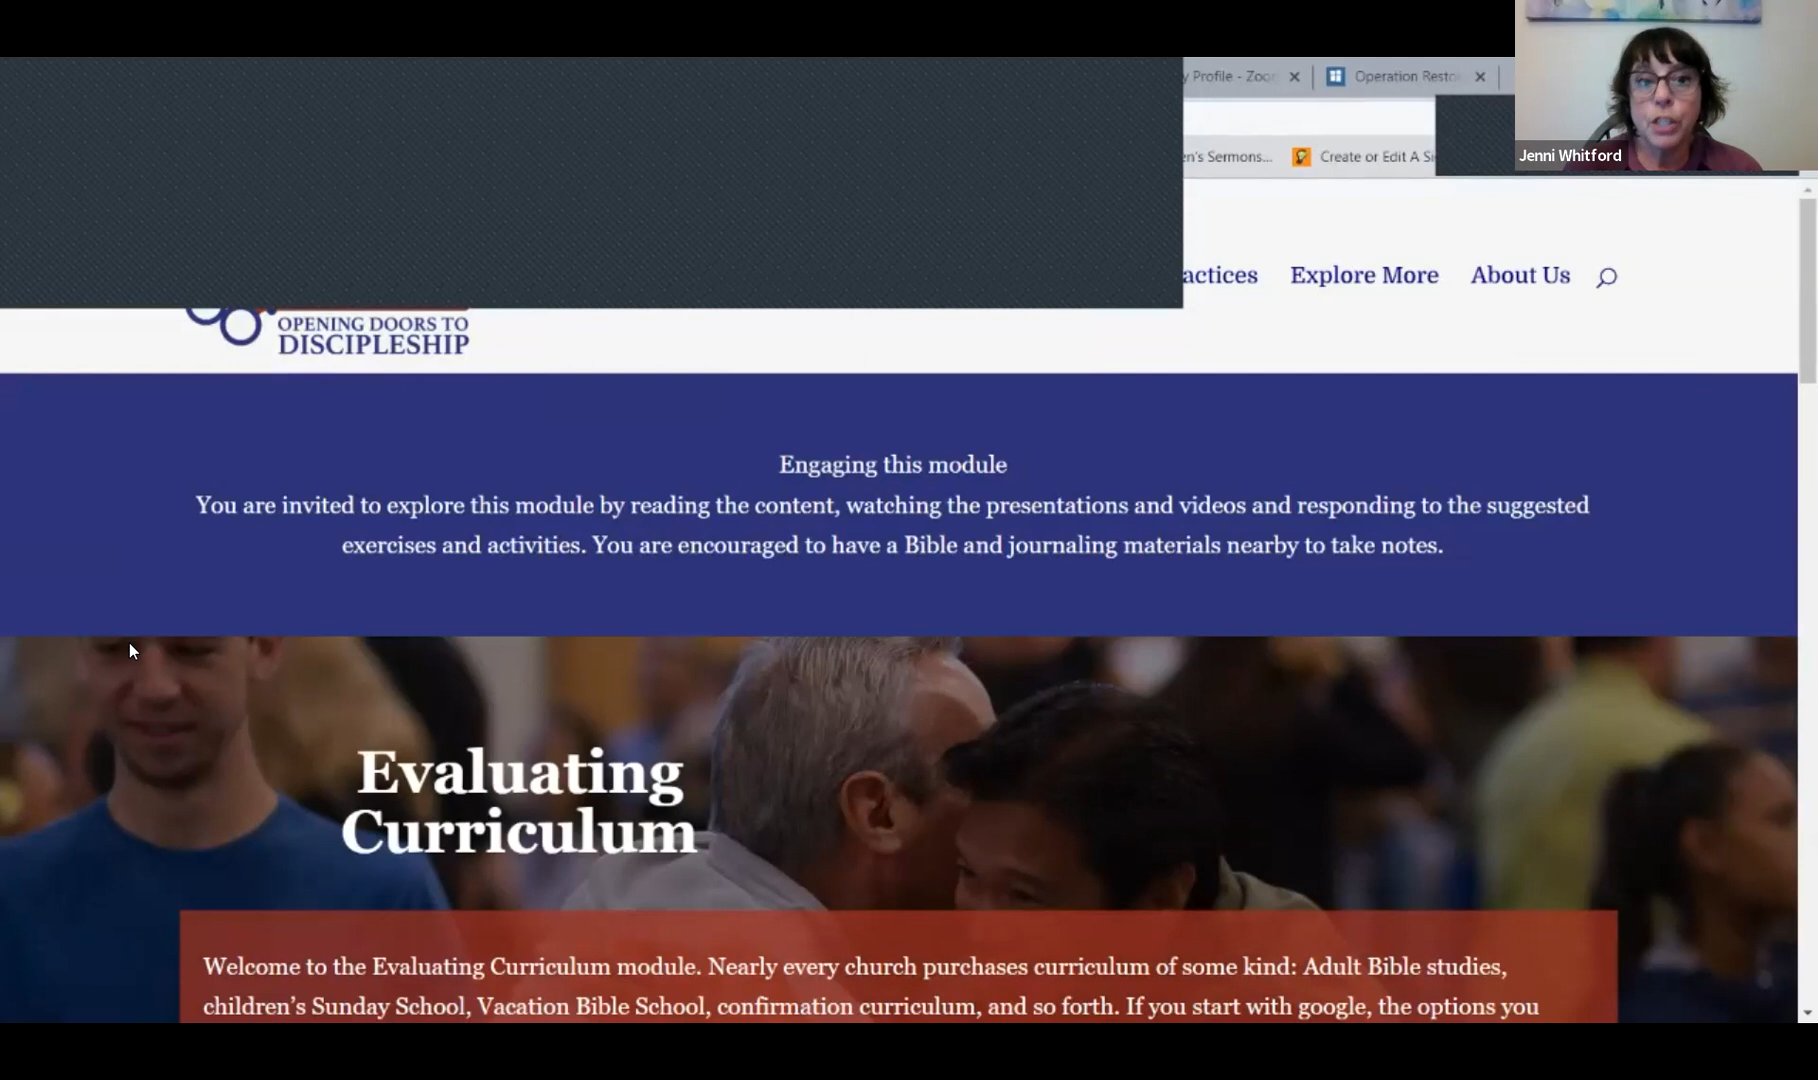 Profile - Zoo
Operation Resto
en's Sermons...
Create or Edit A Si
Jenni Whitford
actices
Explore More
About Us
OPENING DOORS TO
DISCIPLESHIP
Engaging this module
You are invited to explore this module by reading the content, watching the presentations and videos and responding to the suggested
exercises and activities. You are encouraged to have a Bible and journaling materials nearby to take notes.
Evaluating
Curriculum
Welcome to the Evaluating Curriculum module. Nearly every church purchases curriculum of some kind: Adult Bible studies,
children’s Sunday School, Vacation Bible School, confirmation curriculum, and so forth. If you start with google, the options you